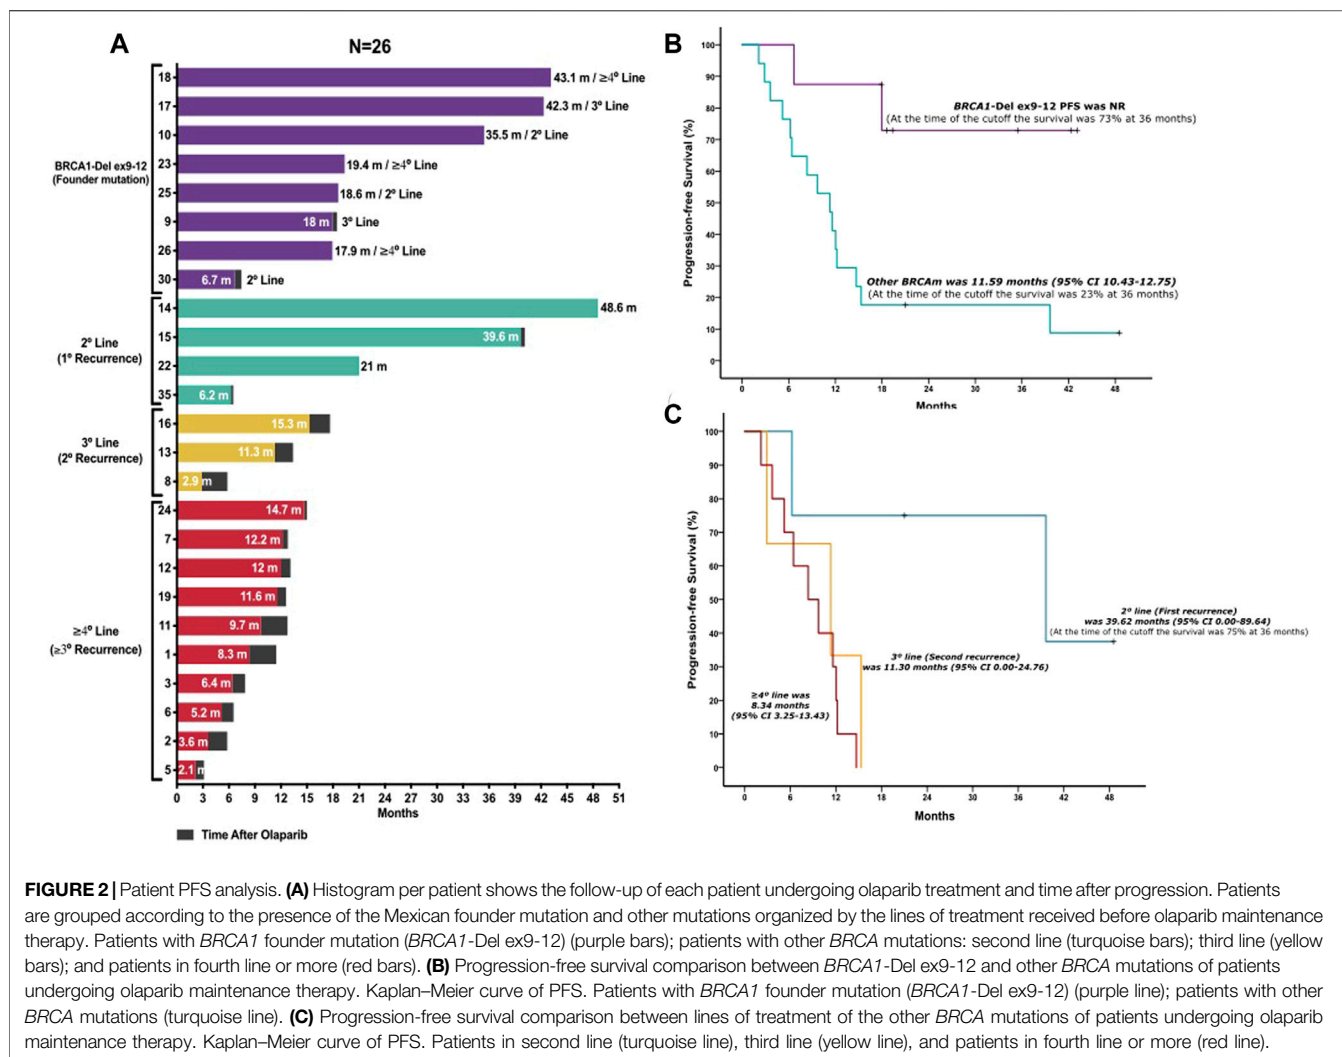 A
N=26
BRCA1-Del ex9-12
(Founder mutation)
18
43.1 m / ≥4º Line
17
42.3 m / 3º Line
10
35.5 m / 2º Line
23
19.4 m / ≥4º Line
25
18.6 m / 2º Line
9
18 m
3º Line
26
17.9 m / ≥4º Line
30
6.7 m
2º Line
2º Line
(1º Recurrence)
14
48.6 m
15
39.6 m
22
21 m
35
6.2 m
3º Line
(2º Recurrence)
16
15.3 m
13
11.3 m
8
2.9 m
≥4º Line
(≥3º Recurrence)
24
14.7 m
7
12.2 m
12
12 m
19
11.6 m
11
9.7 m
1
8.3 m
3
6.4 m
6
5.2 m
2
3.6 m
5
2.1 m
0 3 6 9 12 15 18 21 24 27 30 33 36 39 42 45 48 51
Months
Time After Olaparib
B
Progression-free Survival (%)
100
90
80
70
60
50
40
30
20
10
0
BRCA1-Del ex9-12 PFS was NR
(At the time of the cutoff the survival was 73% at 36 months)
Other BRCAm was 11.59 months (95% CI 10.43-12.75)
(At the time of the cutoff the survival was 23% at 36 months)
0 6 12 18 24 30 36 42 48
Months
C
Progression-free Survival (%)
100
90
80
70
60
50
40
30
20
10
0
2º line (First recurrence)
was 39.62 months (95% CI 0.00-89.64)
(At the time of the cutoff the survival was 75% at 36 months)
3º line (Second recurrence)
was 11.30 months (95% CI 0.00-24.76)
≥4º line was
8.34 months
(95% CI 3.25-13.43)
0 6 12 18 24 30 36 42 48
Months
FIGURE 2 | Patient PFS analysis. (A) Histogram per patient shows the follow-up of each patient undergoing olaparib treatment and time after progression. Patients
are grouped according to the presence of the Mexican founder mutation and other mutations organized by the lines of treatment received before olaparib maintenance
therapy. Patients with BRCA1 founder mutation (BRCA1-Del ex9-12) (purple bars); patients with other BRCA mutations: second line (turquoise bars); third line (yellow
bars); and patients in fourth line or more (red bars). (B) Progression-free survival comparison between BRCA1-Del ex9-12 and other BRCA mutations of patients
undergoing olaparib maintenance therapy. Kaplan–Meier curve of PFS. Patients with BRCA1 founder mutation (BRCA1-Del ex9-12) (purple line); patients with other
BRCA mutations (turquoise line). (C) Progression-free survival comparison between lines of treatment of the other BRCA mutations of patients undergoing olaparib
maintenance therapy. Kaplan–Meier curve of PFS. Patients in second line (turquoise line), third line (yellow line), and patients in fourth line or more (red line).